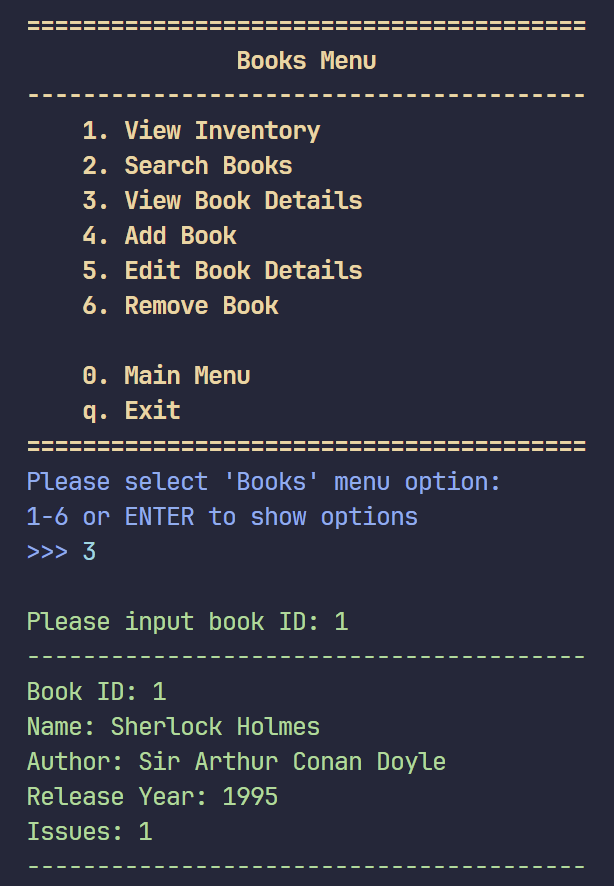 ========================================
Books Menu
----------------------------------------
1. View Inventory
2. Search Books
3. View Book Details
4. Add Book
5. Edit Book Details
6. Remove Book
0. Main Menu
q. Exit
========================================
Please select 'Books' menu option:
1-6 or ENTER to show options
>>> 3
Please input book ID: 1
----------------------------------------
Book ID: 1
Name: Sherlock Holmes
Author: Sir Arthur Conan Doyle
Release Year: 1995
Issues: 1
----------------------------------------